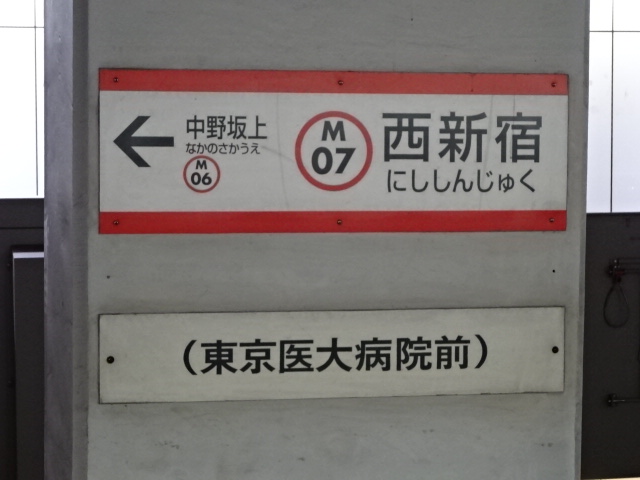 中野坂上
なかのさかうえ
M
06
M
07
西新宿
にししんじゅく
（東京医大病院前）